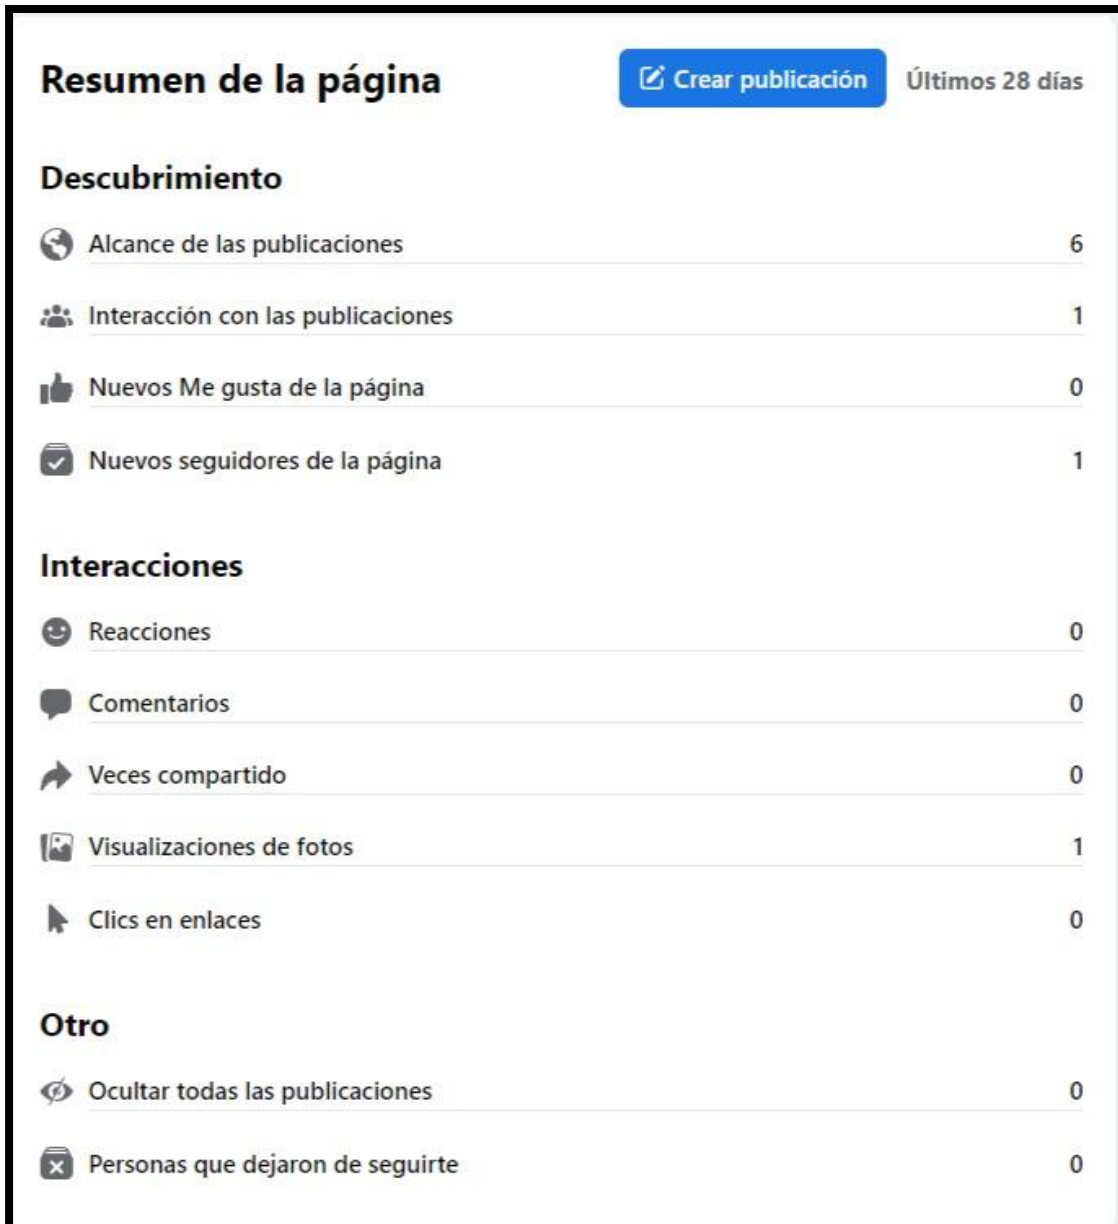 Resumen de la página
Crear publicación
Últimos 28 días
Descubrimiento
Alcance de las publicaciones 6
Interacción con las publicaciones 1
Nuevos Me gusta de la página 0
Nuevos seguidores de la página 1
Interacciones
Reacciones 0
Comentarios 0
Veces compartido 0
Visualizaciones de fotos 1
Clics en enlaces 0
Otro
Ocultar todas las publicaciones 0
Personas que dejaron de seguirte 0